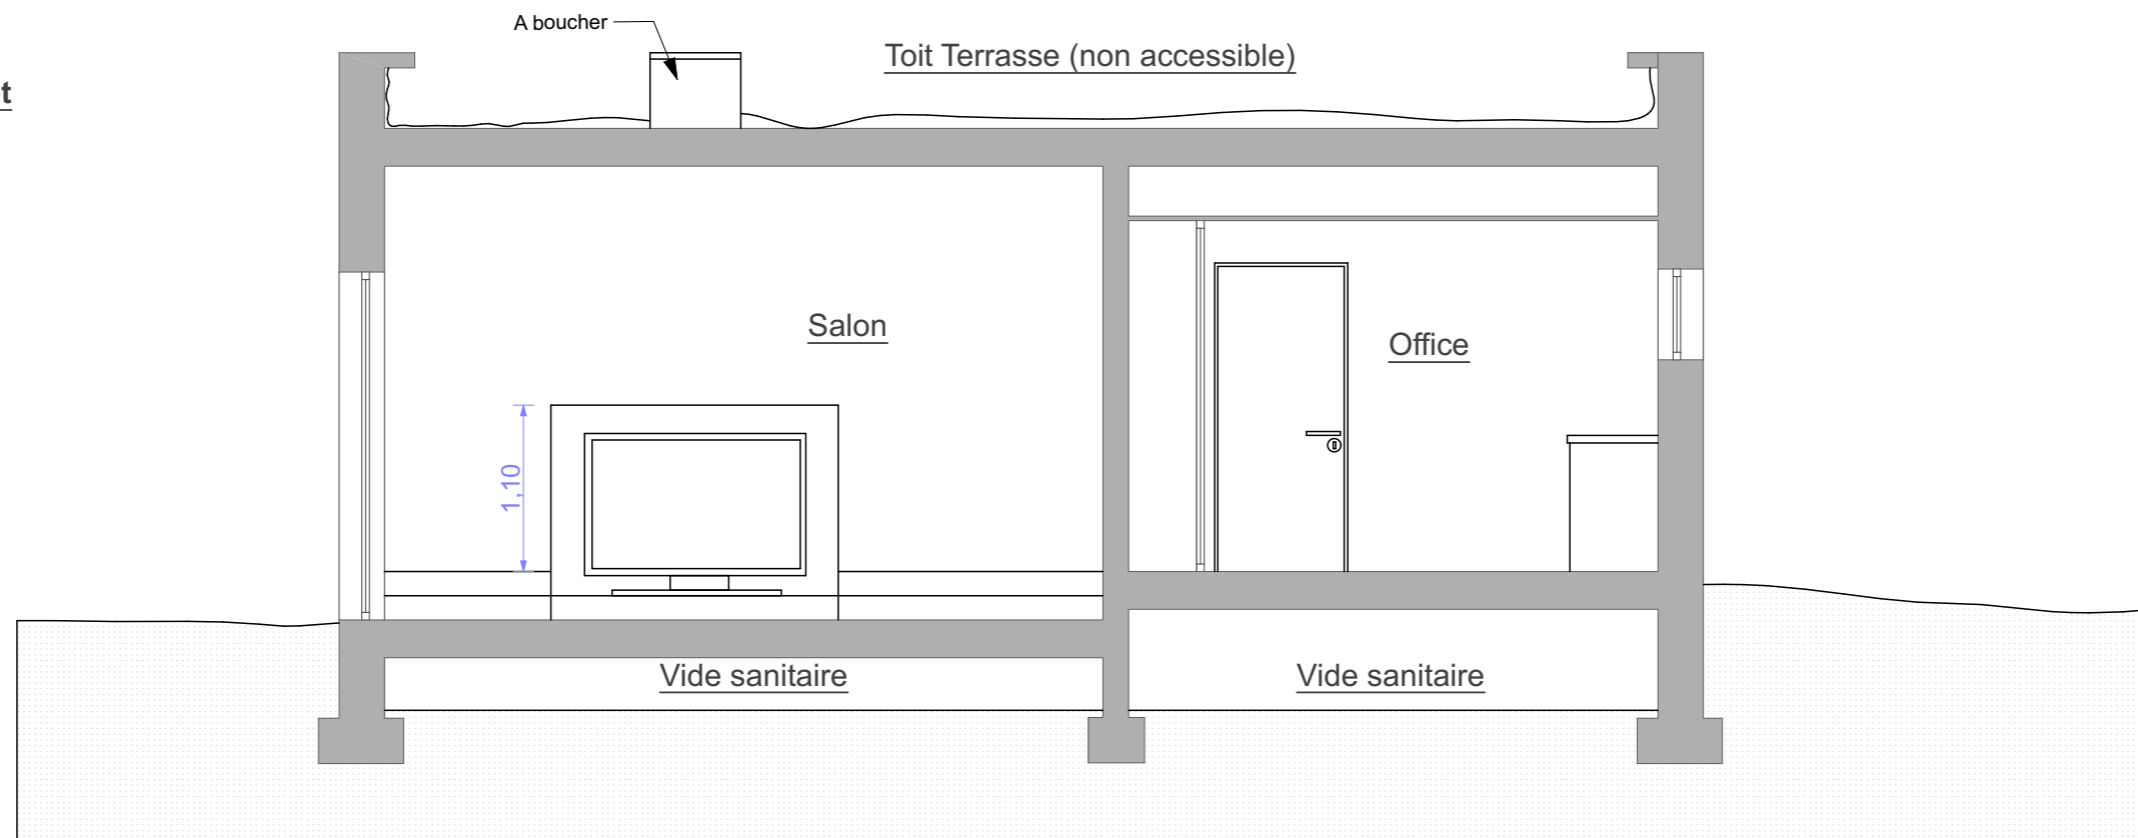 A boucher
Toit Terrasse (non accessible)
t
Salon
Office
1,10
Vide sanitaire
Vide sanitaire